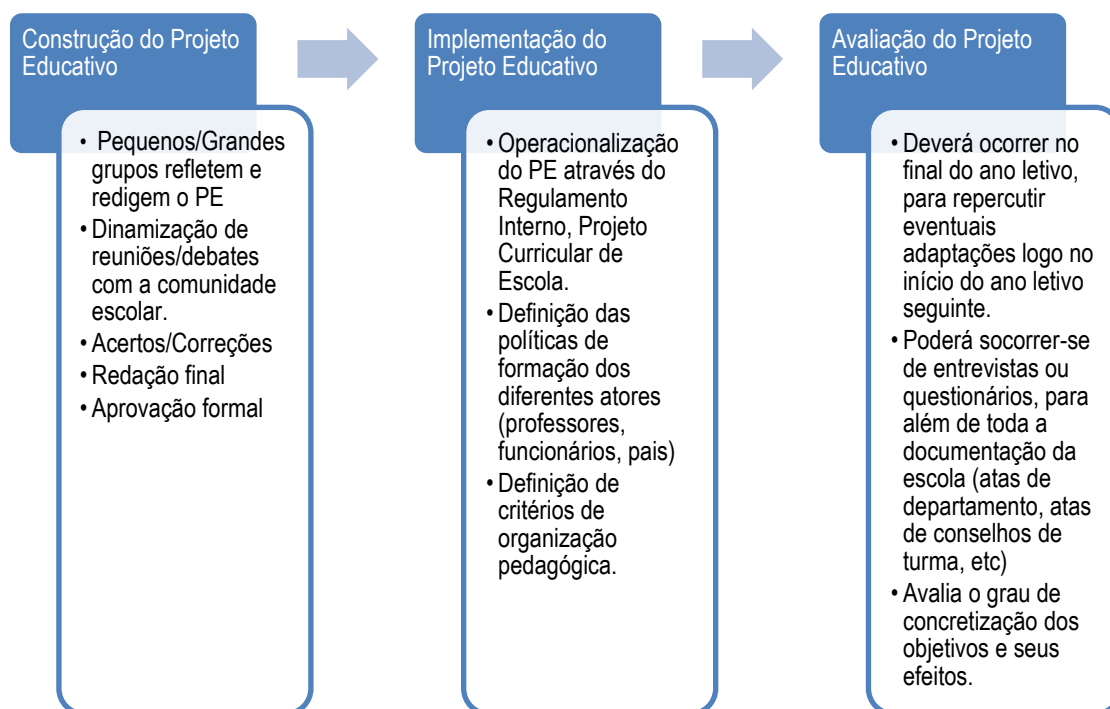 Construção do Projeto
Educativo
• Pequenos/Grandes
grupos refletem e
redigem o PE
• Dinamização de
reuniões/debates
com a comunidade
escolar.
• Acertos/Correções
• Redação final
• Aprovação formal
Implementação do
Projeto Educativo
• Operacionalização
do PE através do
Regulamento
Interno, Projeto
Curricular de
Escola.
• Definição das
políticas de
formação dos
diferentes atores
(professores,
funcionários, pais)
• Definição de
critérios de
organização
pedagógica.
Avaliação do Projeto
Educativo
• Deverá ocorrer no
final do ano letivo,
para repercutir
eventuais
adaptações logo no
início do ano letivo
seguinte.
• Poderá socorrer-se
de entrevistas ou
questionários, para
além de toda a
documentação da
escola (atas de
departamento, atas
de conselhos de
turma, etc)
• Avalia o grau de
concretização dos
objetivos e seus
efeitos.